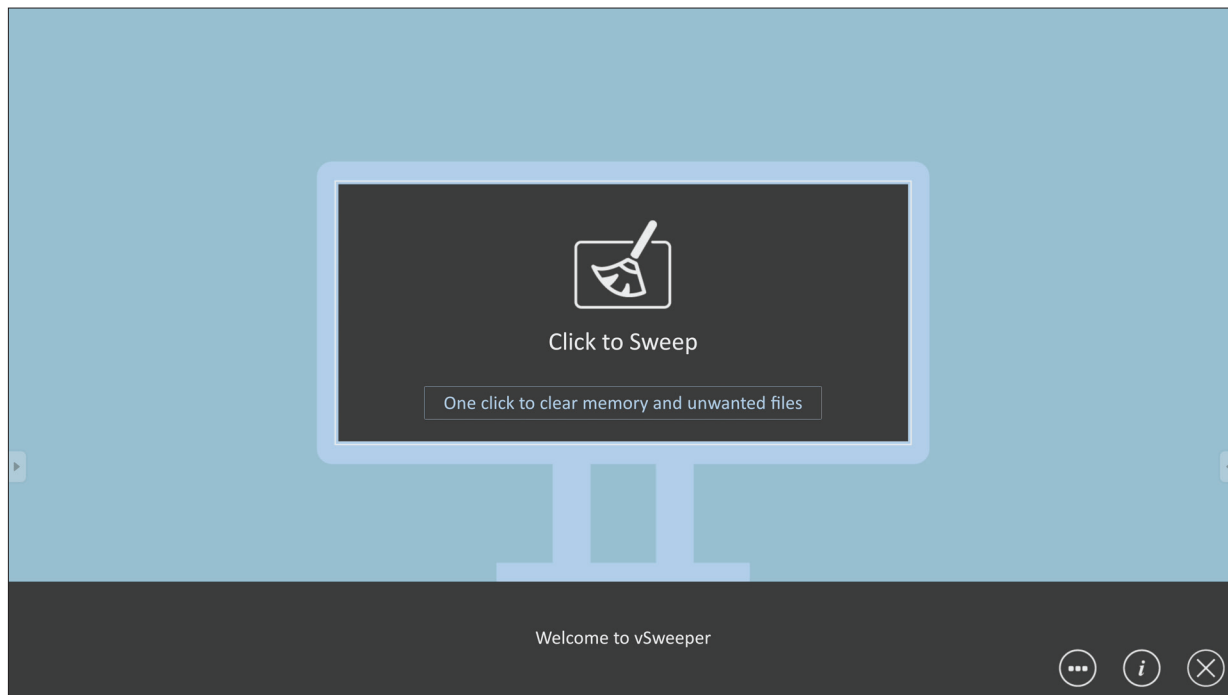 Click to Sweep
One click to clear memory and unwanted files
Welcome to vSweeper
i